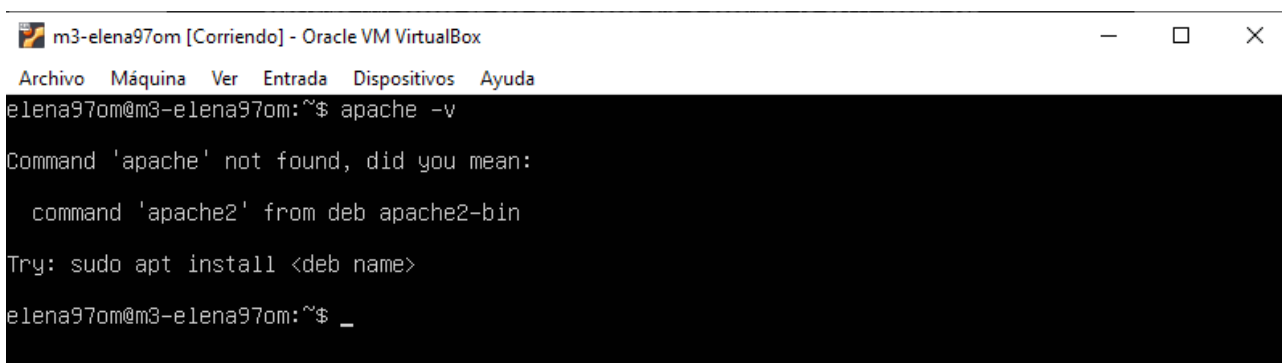 m3-elena97om [Corriendo] - Oracle VM VirtualBox
Archivo Máquina Ver Entrada Dispositivos Ayuda
elena97om@m3-elena97om:~$ apache -v
Command 'apache' not found, did you mean:
command 'apache2' from deb apache2-bin
Try: sudo apt install <deb name>
elena97om@m3-elena97om:~$ _